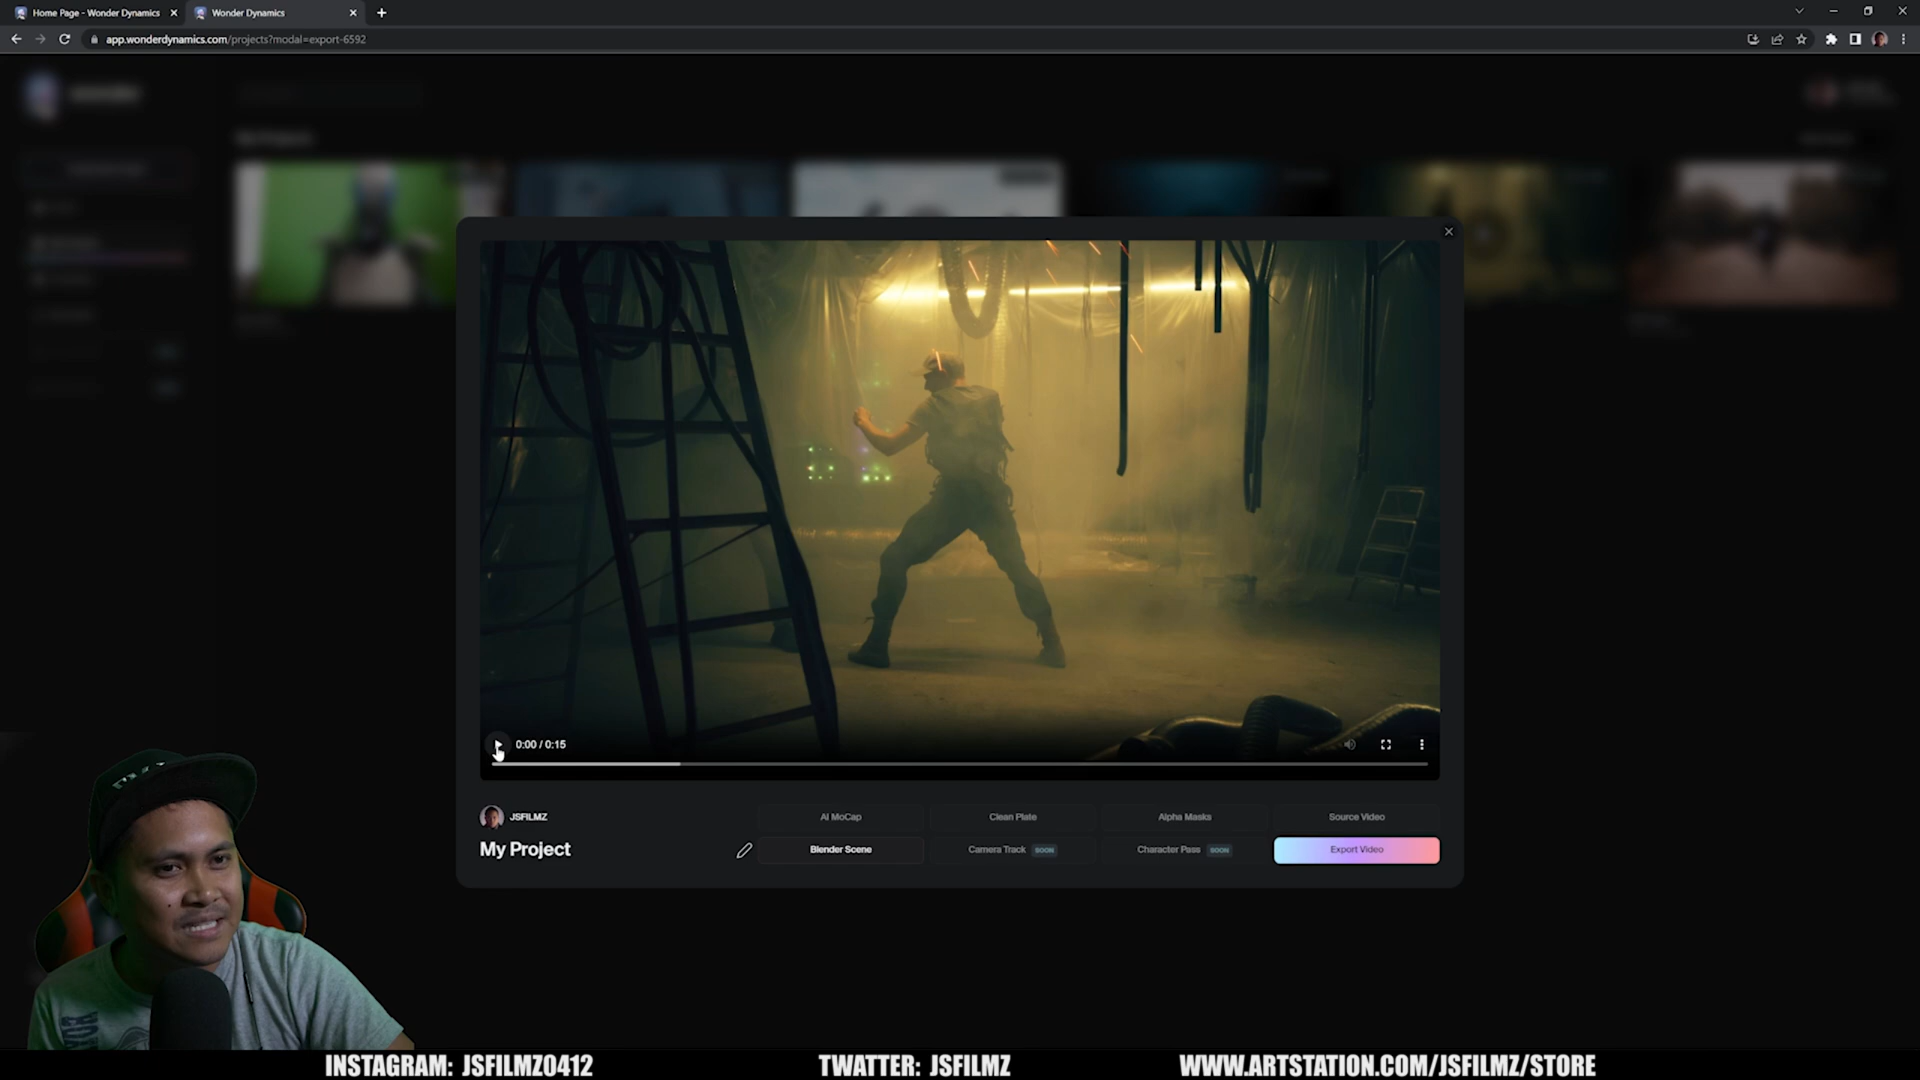 Home Page - Wonder Dynamics
Wonder Dynamics
app.wonderdynamics.com/projects?modal=export-6592
0:00 / 0:15
JSFILMZ
AI MoCap
Clean Plate
Alpha Masks
Source Video
My Project
Blender Scene
Camera Track SOON
Character Pass SOON
Export Video
INSTAGRAM: JSFILMZ0412
TWATTER: JSFILMZ
WWW.ARTSTATION.COM/JSFILMZ/STORE